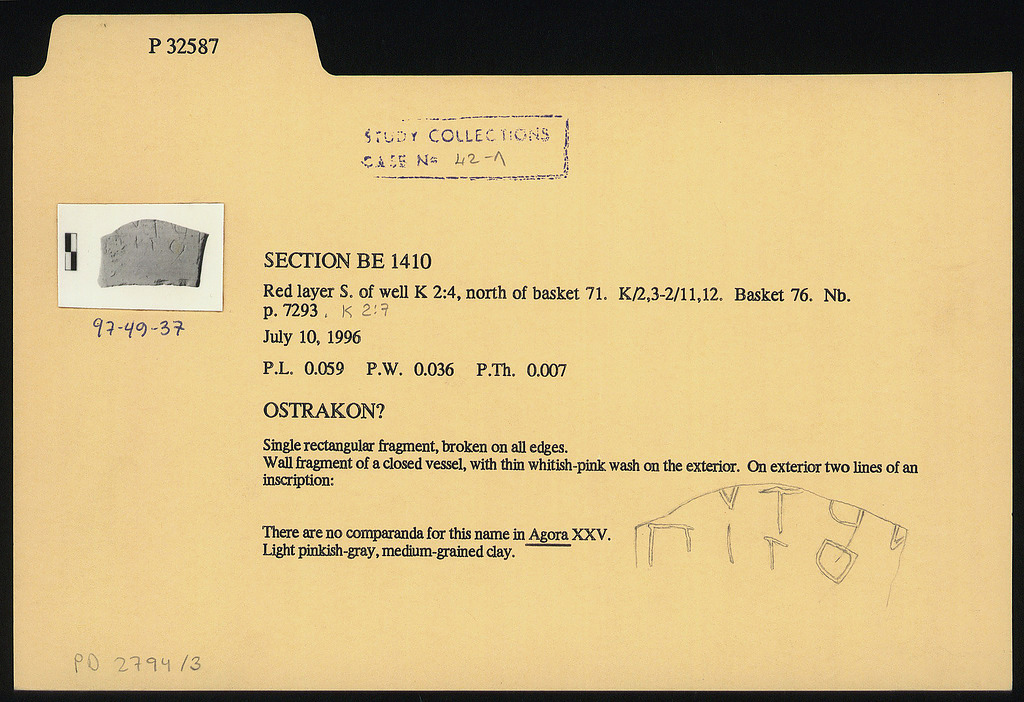 P 32587
STUDY COLLECTIONS
CASE No 42-Λ
97-49-37
SECTION BE 1410
Red layer S. of well K 2:4, north of basket 71. K/2,3-2/11,12. Basket 76. Nb.
p. 7293. K 2:7
July 10, 1996
P.L. 0.059 P.W. 0.036 P.Th. 0.007
OSTRAKON?
Single rectangular fragment, broken on all edges.
Wall fragment of a closed vessel, with thin whitish-pink wash on the exterior. On exterior two lines of an
inscription:
There are no comparanda for this name in Agora XXV.
Light pinkish-gray, medium-grained clay.
PD 2794/3